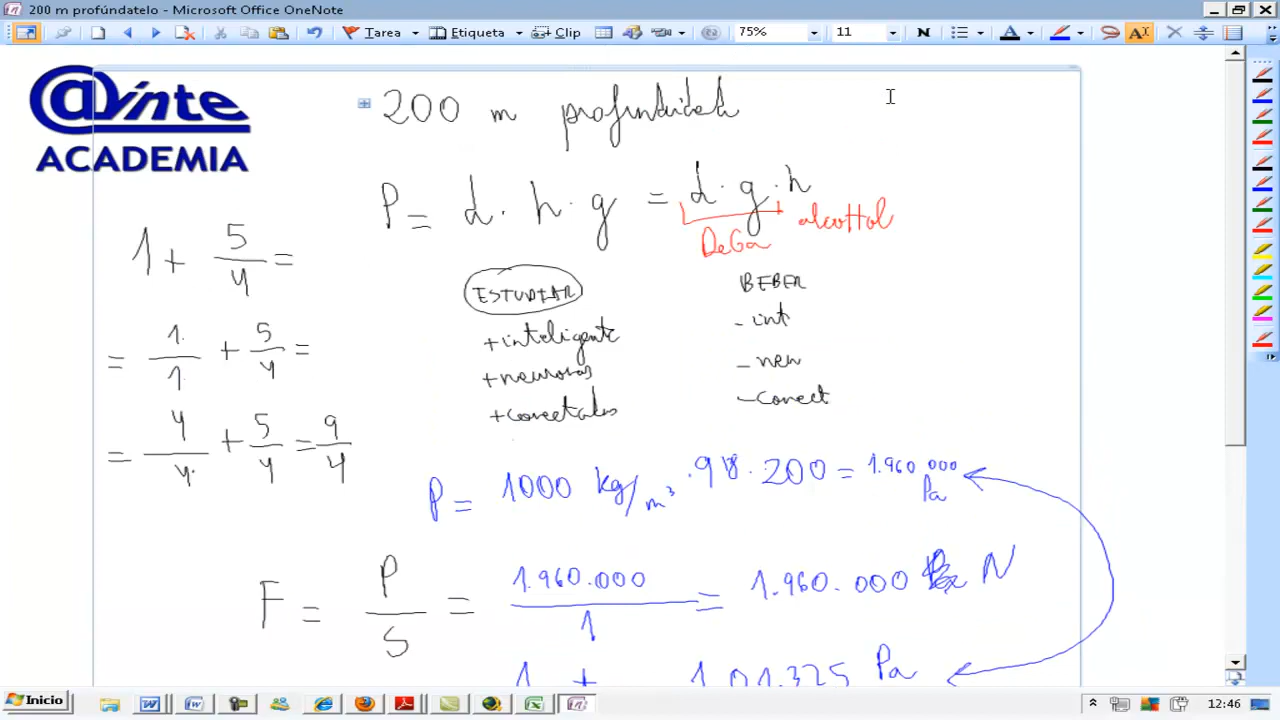 200 m profúndatelo - Microsoft Office OneNote
Tarea Etiqueta Clip 75% 11 N A A
@inte
ACADEMIA
200 m profundidad
P = d · h · g = d · g · h
DeGa alcohol
1 + 5/4 =
= 1/1 + 5/4 =
= 4/4 + 5/4 = 9/4
ESTUDIAR
+inteligente
+neuronas
+conectadas
BEBER
- int
- neu
- conect
P = 1000 kg/m³ · 9'8 · 200 = 1.960.000 Pa
F = P/S = 1.960.000/1 = 1.960.000 N
101.325 Pa
Inicio
12:46